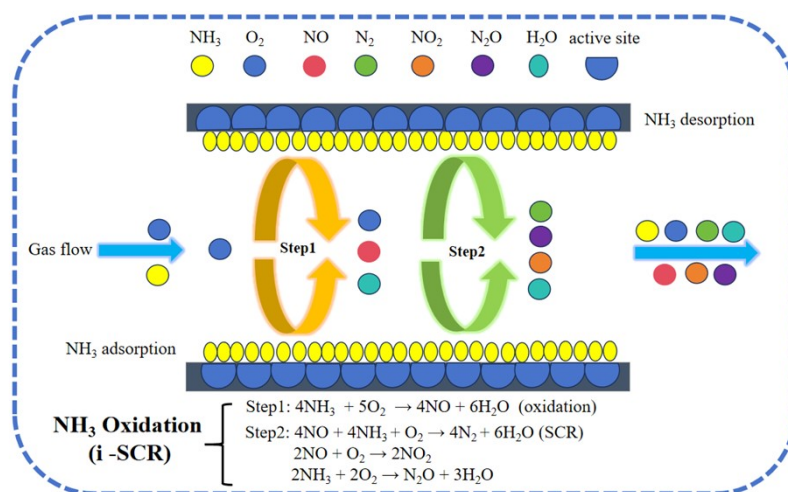 NH₃ O₂ NO N₂ NO₂ N₂O H₂O active site
NH₃ desorption
Gas flow
Step1
Step2
NH₃ adsorption
NH₃ Oxidation
(i -SCR)
Step1: 4NH₃ + 5O₂ → 4NO + 6H₂O (oxidation)
Step2: 4NO + 4NH₃ + O₂ → 4N₂ + 6H₂O (SCR)
2NO + O₂ → 2NO₂
2NH₃ + 2O₂ → N₂O + 3H₂O